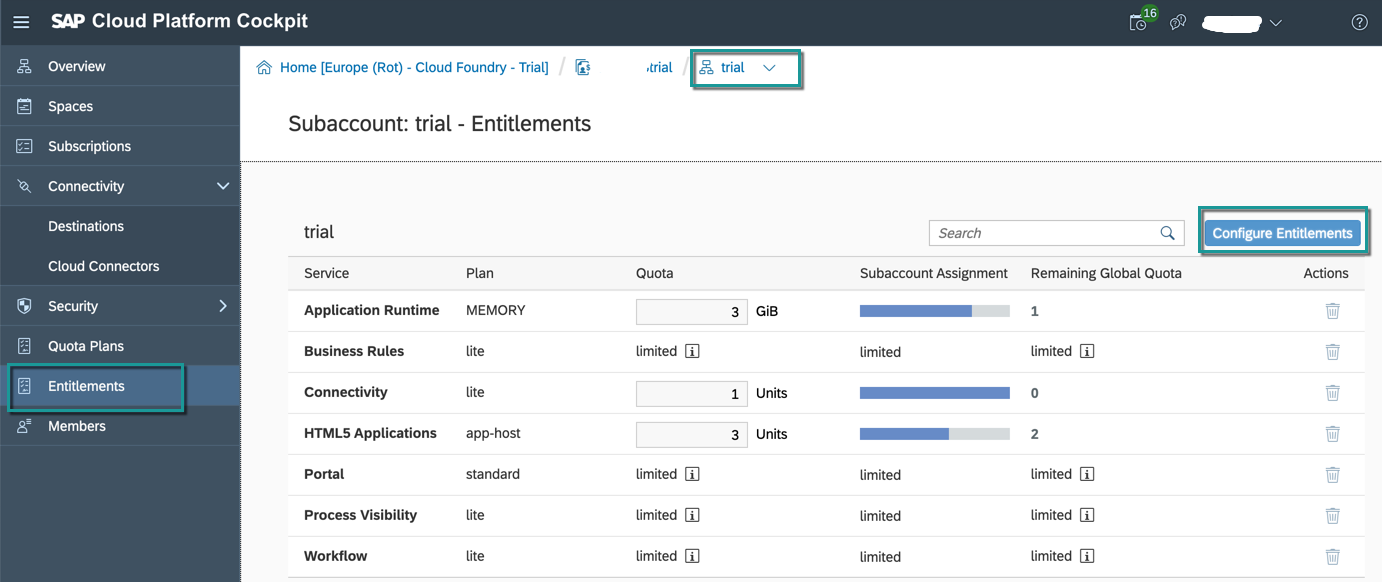 SAP Cloud Platform Cockpit
16
Overview
Spaces
Subscriptions
Connectivity
Destinations
Cloud Connectors
Security
Quota Plans
Entitlements
Members
Home [Europe (Rot) - Cloud Foundry - Trial] / trial / trial
Subaccount: trial - Entitlements
trial
Search
Configure Entitlements
Service Plan Quota Subaccount Assignment Remaining Global Quota Actions
Application Runtime MEMORY 3 GiB 1
Business Rules lite limited limited limited
Connectivity lite 1 Units 0
HTML5 Applications app-host 3 Units 2
Portal standard limited limited limited
Process Visibility lite limited limited limited
Workflow lite limited limited limited